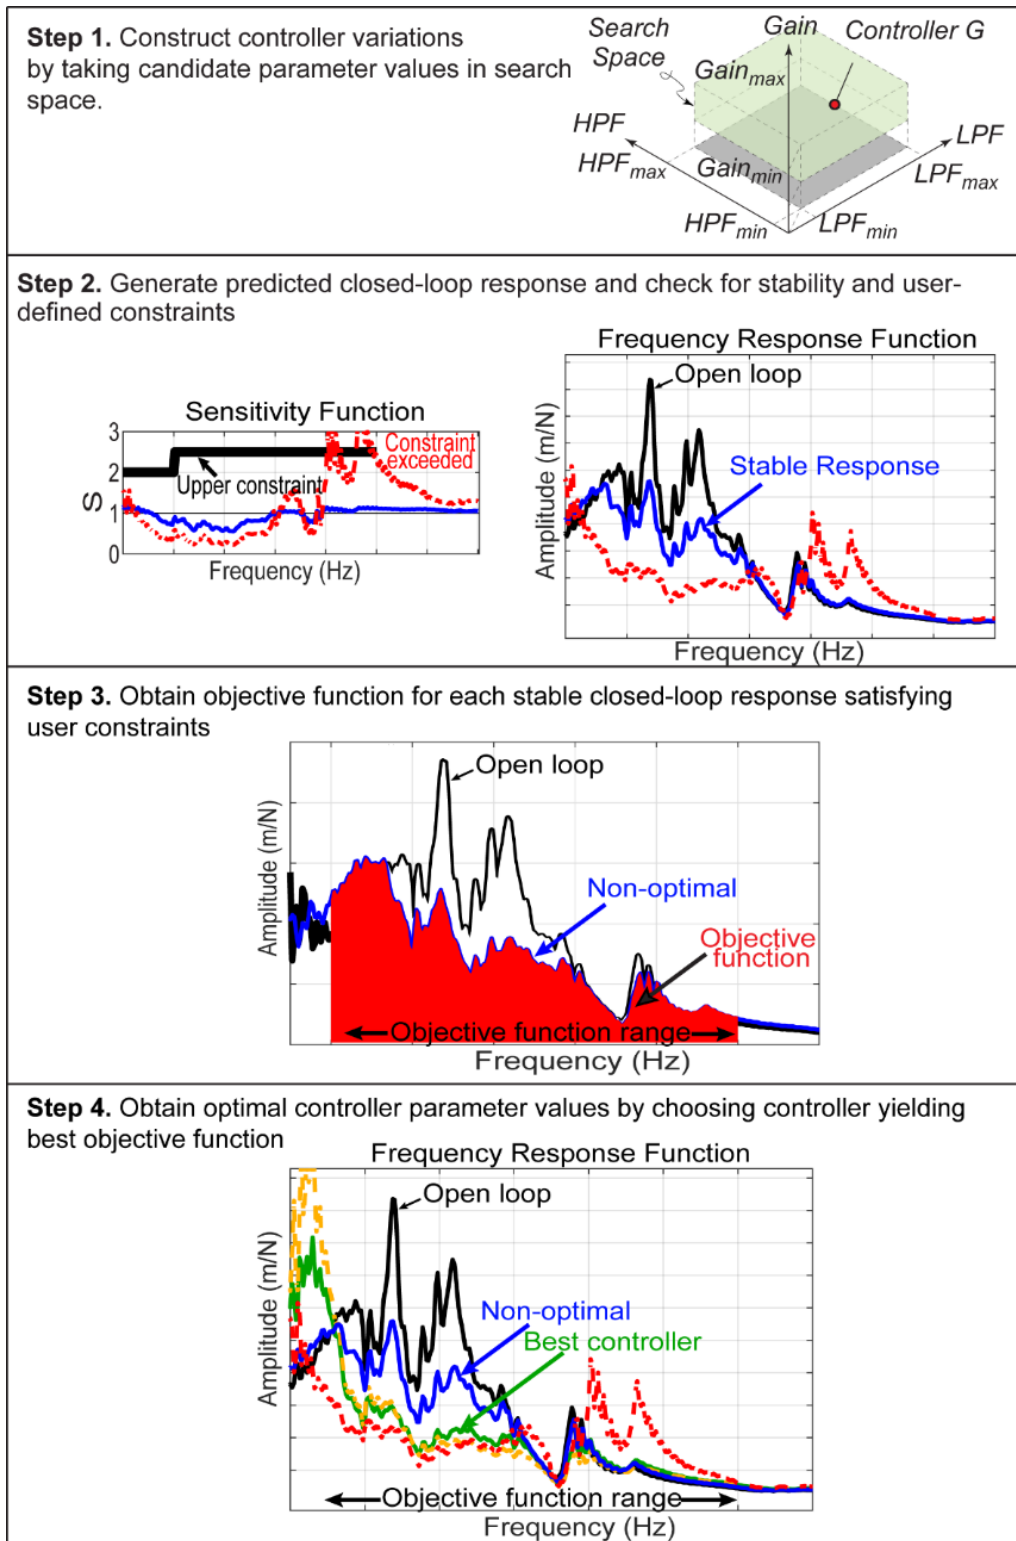 Step 1. Construct controller variations
by taking candidate parameter values in search
space.
Search
Space
Gain
Controller G
Gainmax
HPF
LPF
HPFmax
Gainmin
LPFmax
HPFmin
LPFmin
Step 2. Generate predicted closed-loop response and check for stability and user-
defined constraints
Sensitivity Function
3
2
1
0
S
Constraint
exceeded
Upper constraint
Frequency (Hz)
Frequency Response Function
Open loop
Stable Response
Amplitude (m/N)
Frequency (Hz)
Step 3. Obtain objective function for each stable closed-loop response satisfying
user constraints
Open loop
Non-optimal
Objective
function
Amplitude (m/N)
Objective function range
Frequency (Hz)
Step 4. Obtain optimal controller parameter values by choosing controller yielding
best objective function
Frequency Response Function
Open loop
Non-optimal
Best controller
Amplitude (m/N)
Objective function range
Frequency (Hz)